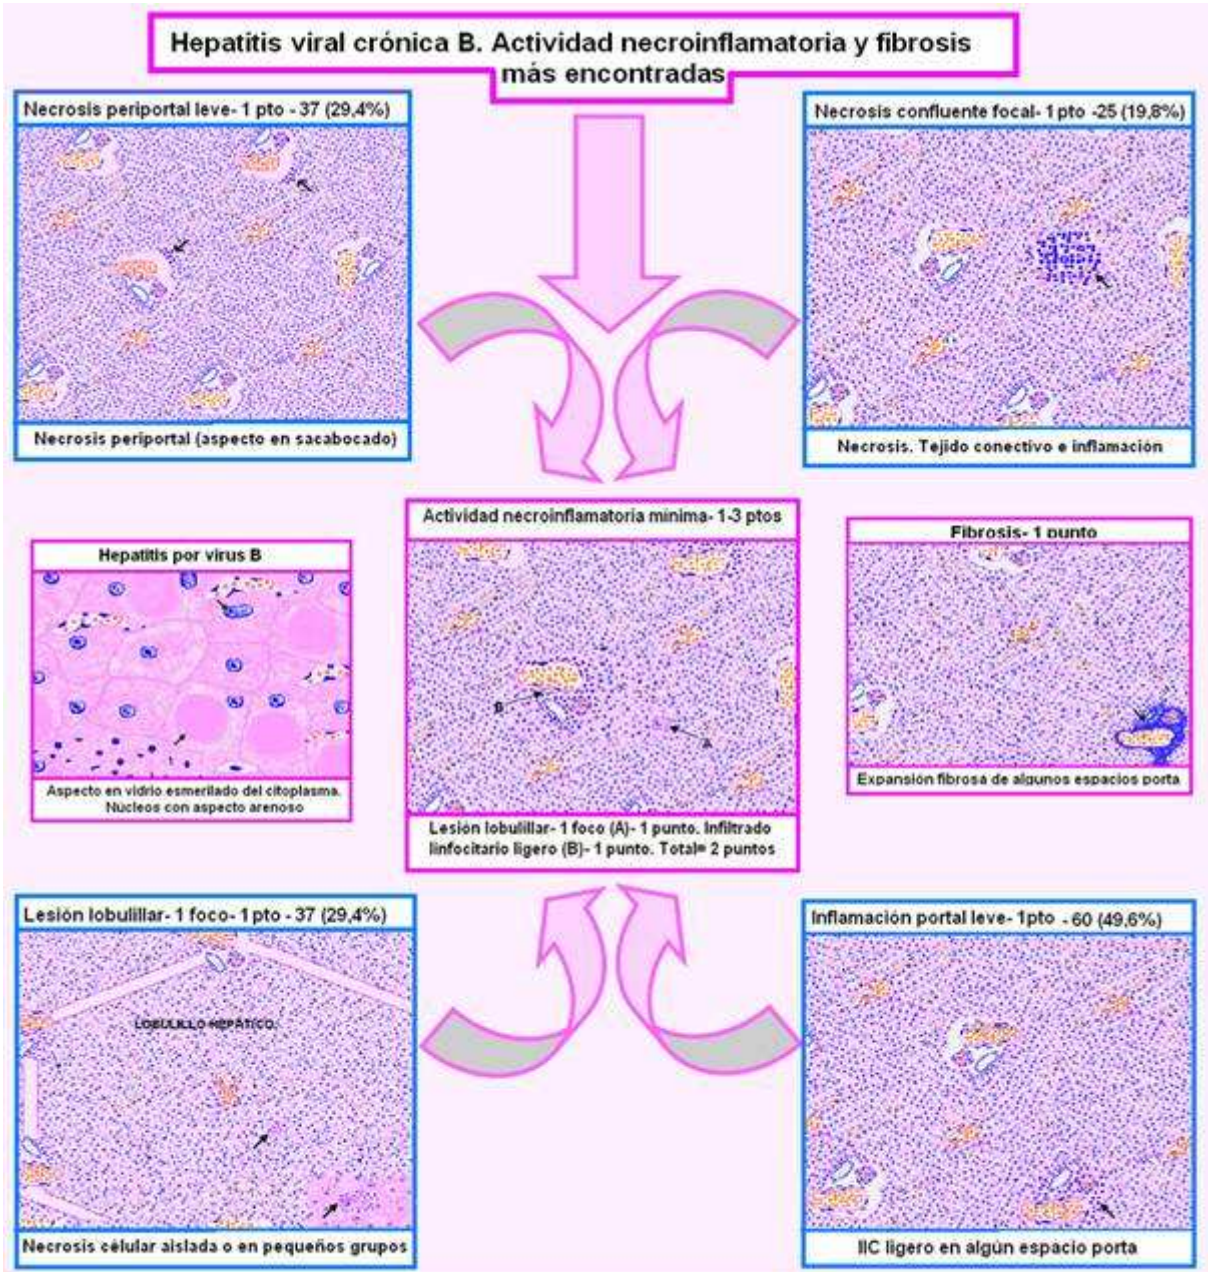 Hepatitis viral crónica B. Actividad necroinflamatoria y fibrosis
más encontradas
Necrosis periportal leve- 1 pto - 37 (29,4%)
Necrosis periportal (aspecto en sacabocado)
Necrosis confluente focal- 1 pto -25 (19,8%)
Necrosis. Tejido conectivo e inflamación
Hepatitis por virus B
Aspecto en vidrio esmerilado del citoplasma.
Núcleos con aspecto arenoso
Actividad necroinflamatoria mínima- 1-3 ptos
B
A
Lesión lobulillar- 1 foco (A)- 1 punto. Infiltrado
linfocitario ligero (B)- 1 punto. Total= 2 puntos
Fibrosis- 1 punto
Expansión fibrosa de algunos espacios porta
Lesión lobulillar- 1 foco- 1 pto - 37 (29,4%)
LOBULILLO HEPÁTICO.
Necrosis célular aislada o en pequeños grupos
Inflamación portal leve- 1pto - 60 (49,6%)
IIC ligero en algún espacio porta